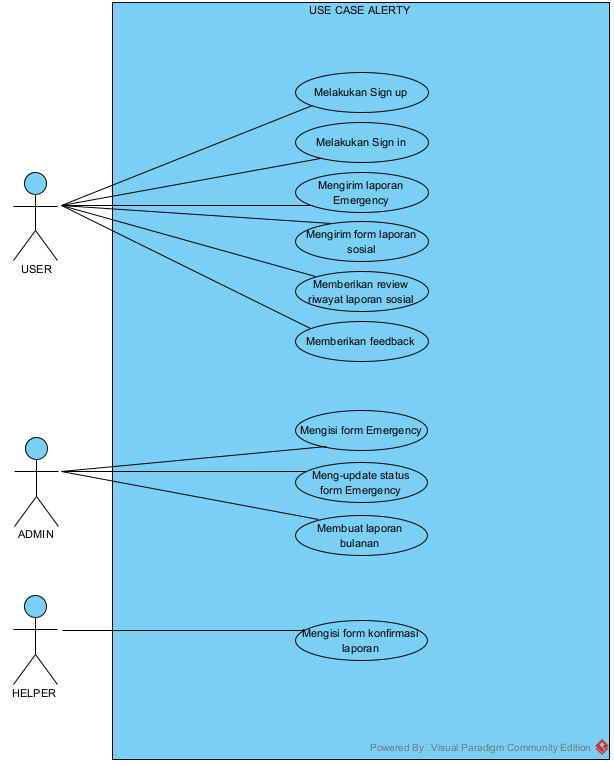 USE CASE ALERTY
Melakukan Sign up
Melakukan Sign in
Mengirim laporan
Emergency
Mengirim form laporan
sosial
Memberikan review
riwayat laporan sosial
Memberikan feedback
USER
Mengisi form Emergency
Meng-update status
form Emergency
Membuat laporan
bulanan
ADMIN
Mengisi form konfirmasi
laporan
HELPER
Powered By Visual Paradigm Community Edition